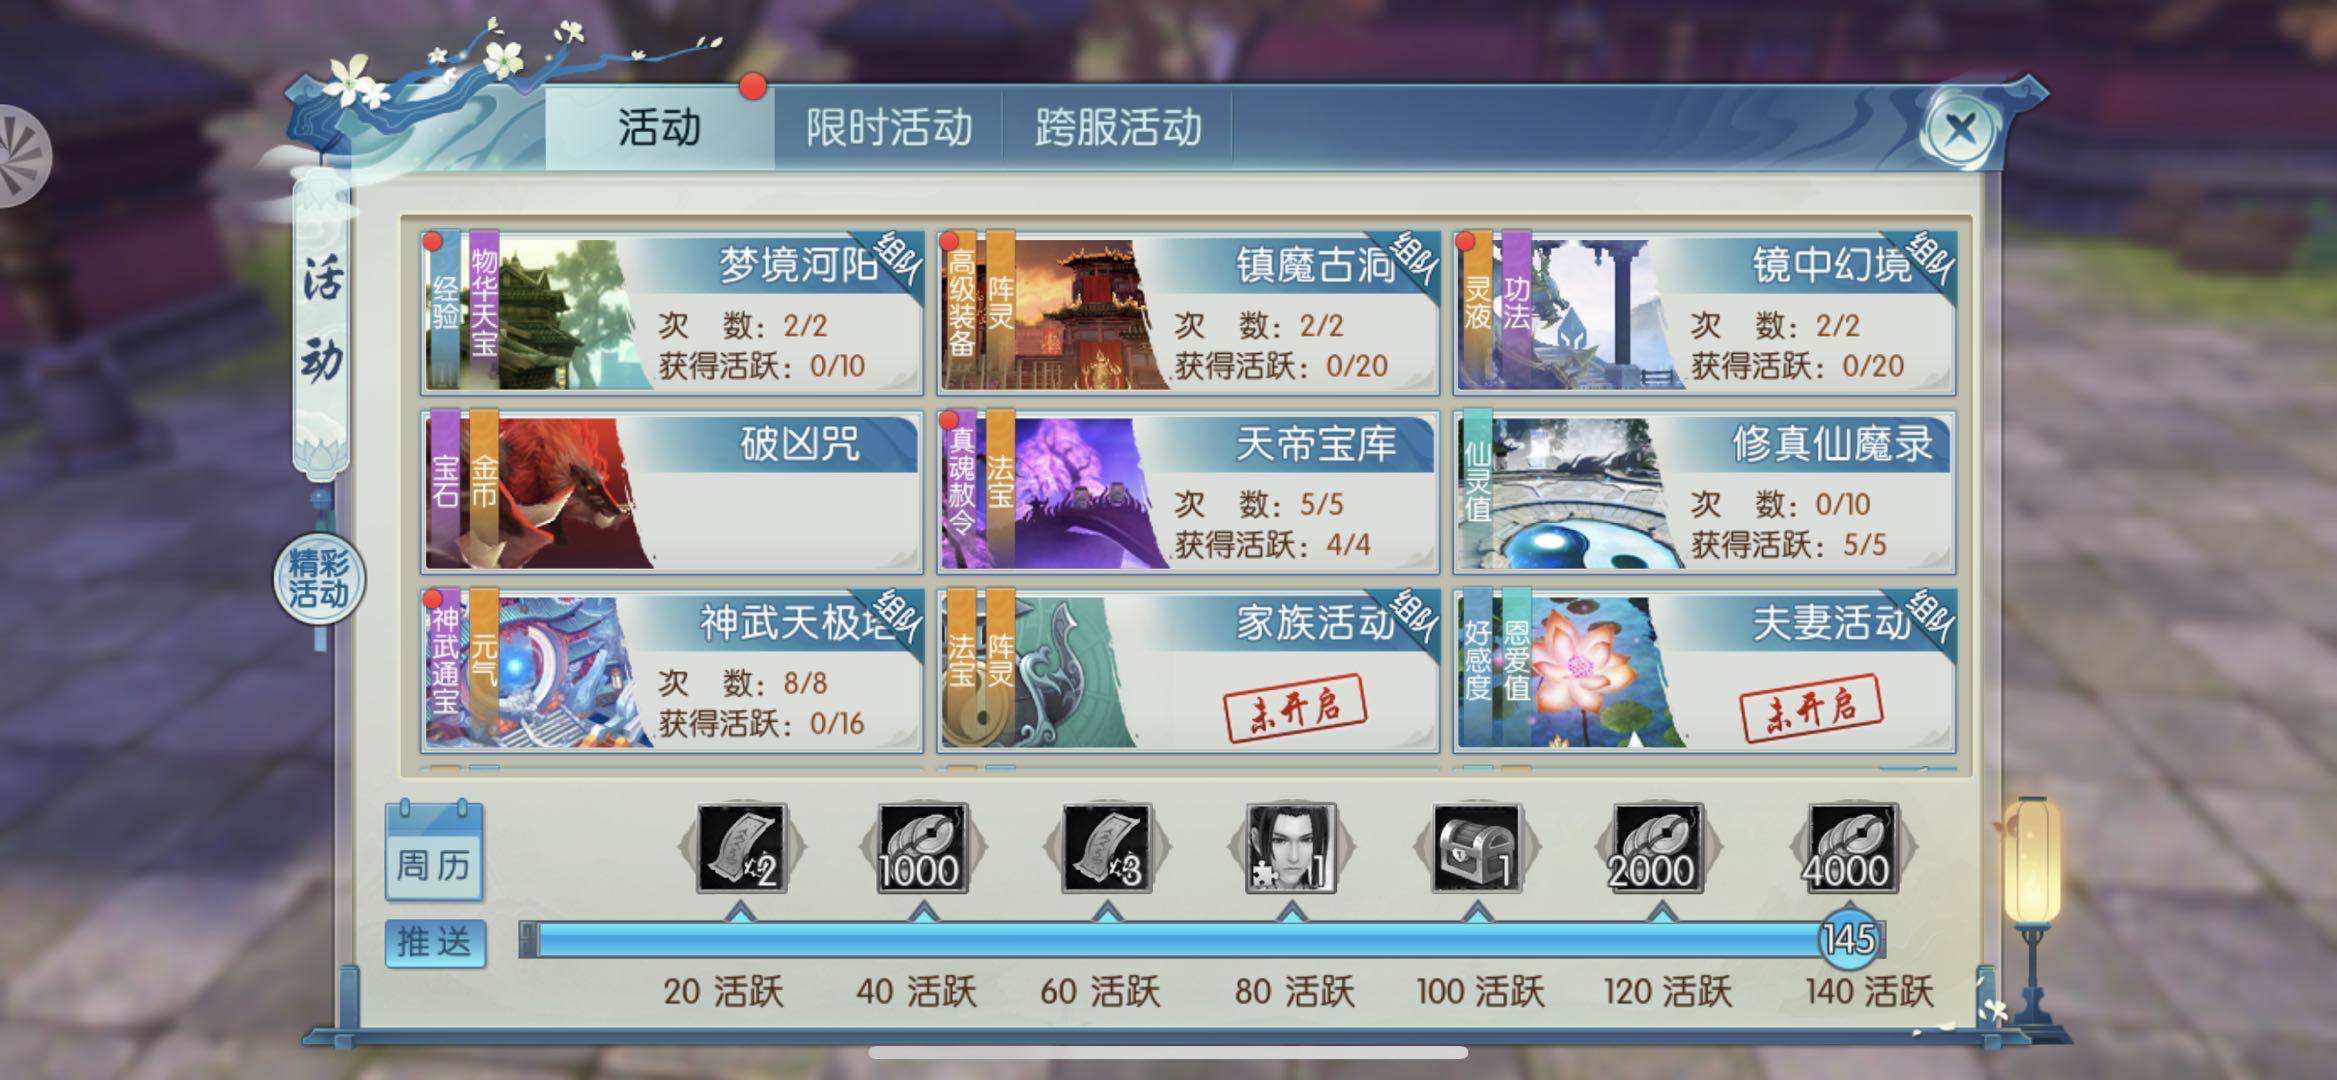 活动
限时活动
跨服活动
活动
精彩
活动
经验
物华天宝
梦境河阳
组队
次 数：2/2
获得活跃：0/10
高级装备
阵灵
镇魔古洞
组队
次 数：2/2
获得活跃：0/20
灵液
功法
镜中幻境
组队
次 数：2/2
获得活跃：0/20
宝石
金币
破凶咒
真魂赦令
法宝
天帝宝库
次 数：5/5
获得活跃：4/4
仙灵值
修真仙魔录
次 数：0/10
获得活跃：5/5
神武通宝
元气
神武天极塔
组队
次 数：8/8
获得活跃：0/16
法宝
阵灵
家族活动
组队
未开启
好感度
恩爱值
夫妻活动
组队
未开启
周历
推送
2
1000
3
1
1
2000
4000
145
20 活跃
40 活跃
60 活跃
80 活跃
100 活跃
120 活跃
140 活跃